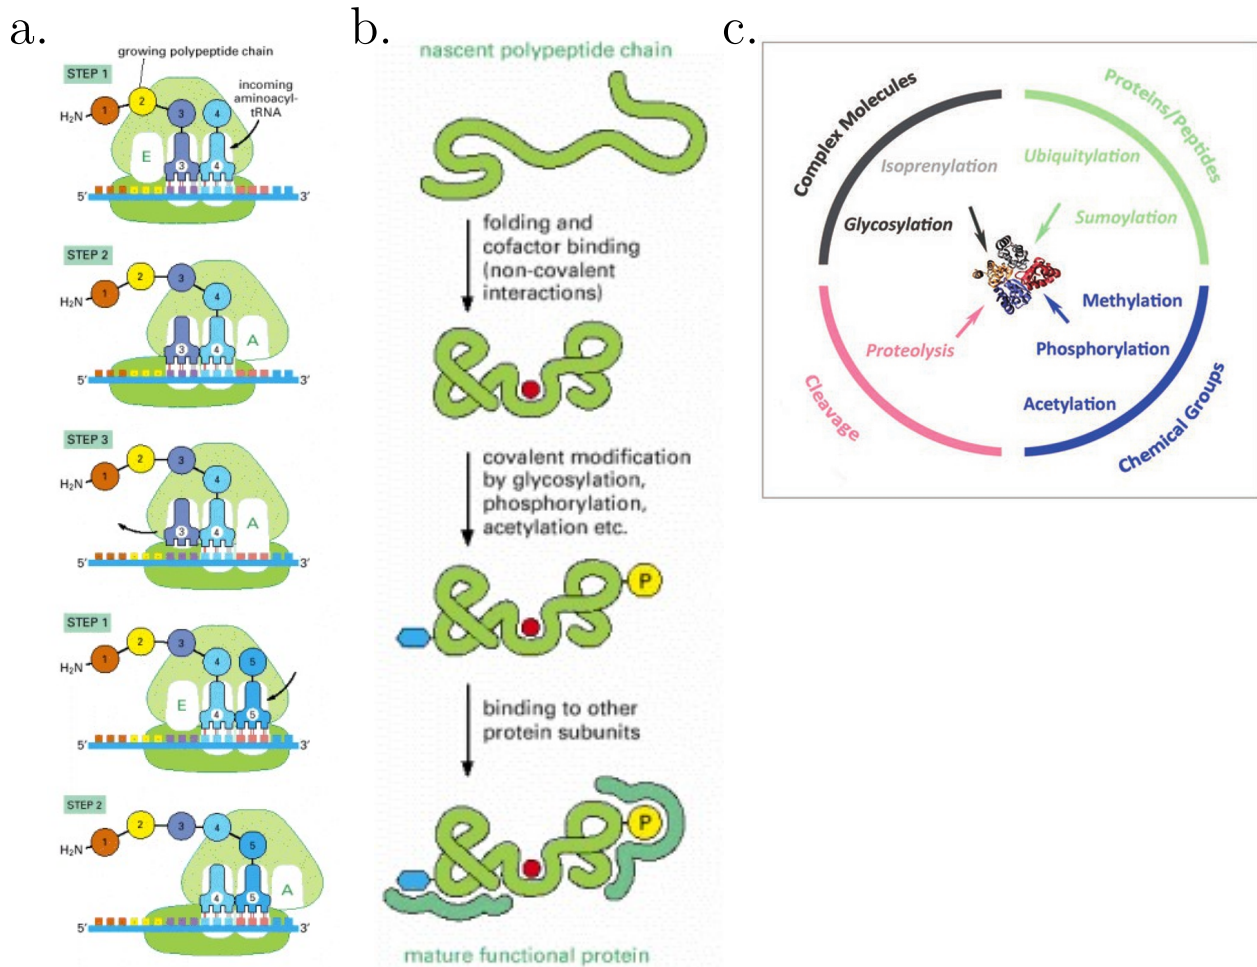 a.
growing polypeptide chain
STEP 1
incoming
aminoacyl-
tRNA
H₂N
1
2
3
4
E
3
4
5′
3′
STEP 2
H₂N
1
2
3
4
A
3
4
5′
3′
STEP 3
H₂N
1
2
3
4
A
3
4
5′
3′
STEP 1
H₂N
1
2
3
4
5
E
4
5
5′
3′
STEP 2
H₂N
1
2
3
4
5
A
4
5
5′
3′
b.
nascent polypeptide chain
folding and
cofactor binding
(non-covalent
interactions)
covalent modification
by glycosylation,
phosphorylation,
acetylation etc.
P
binding to other
protein subunits
P
mature functional protein
c.
Complex Molecules
Proteins/Peptides
Isoprenylation
Ubiquitylation
Glycosylation
Sumoylation
Methylation
Proteolysis
Phosphorylation
Acetylation
Cleavage
Chemical Groups